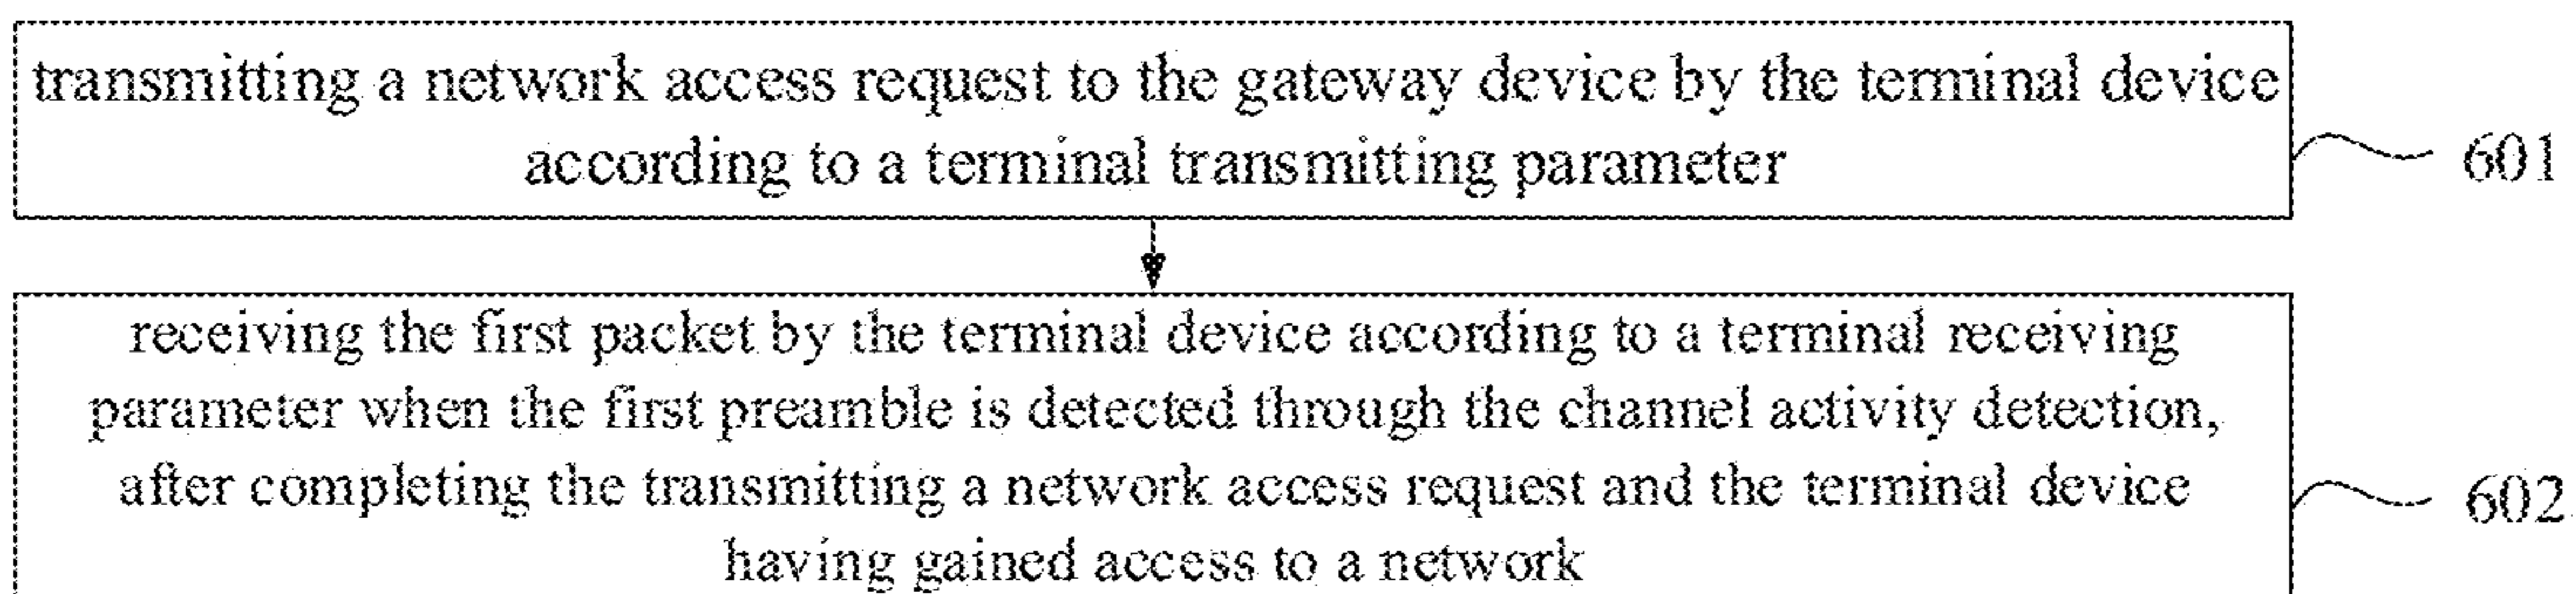 transmitting a network access request to the gateway device by the terminal device
according to a terminal transmitting parameter
601
receiving the first packet by the terminal device according to a terminal receiving
parameter when the first preamble is detected through the channel activity detection,
after completing the transmitting a network access request and the terminal device
having gained access to a network
602